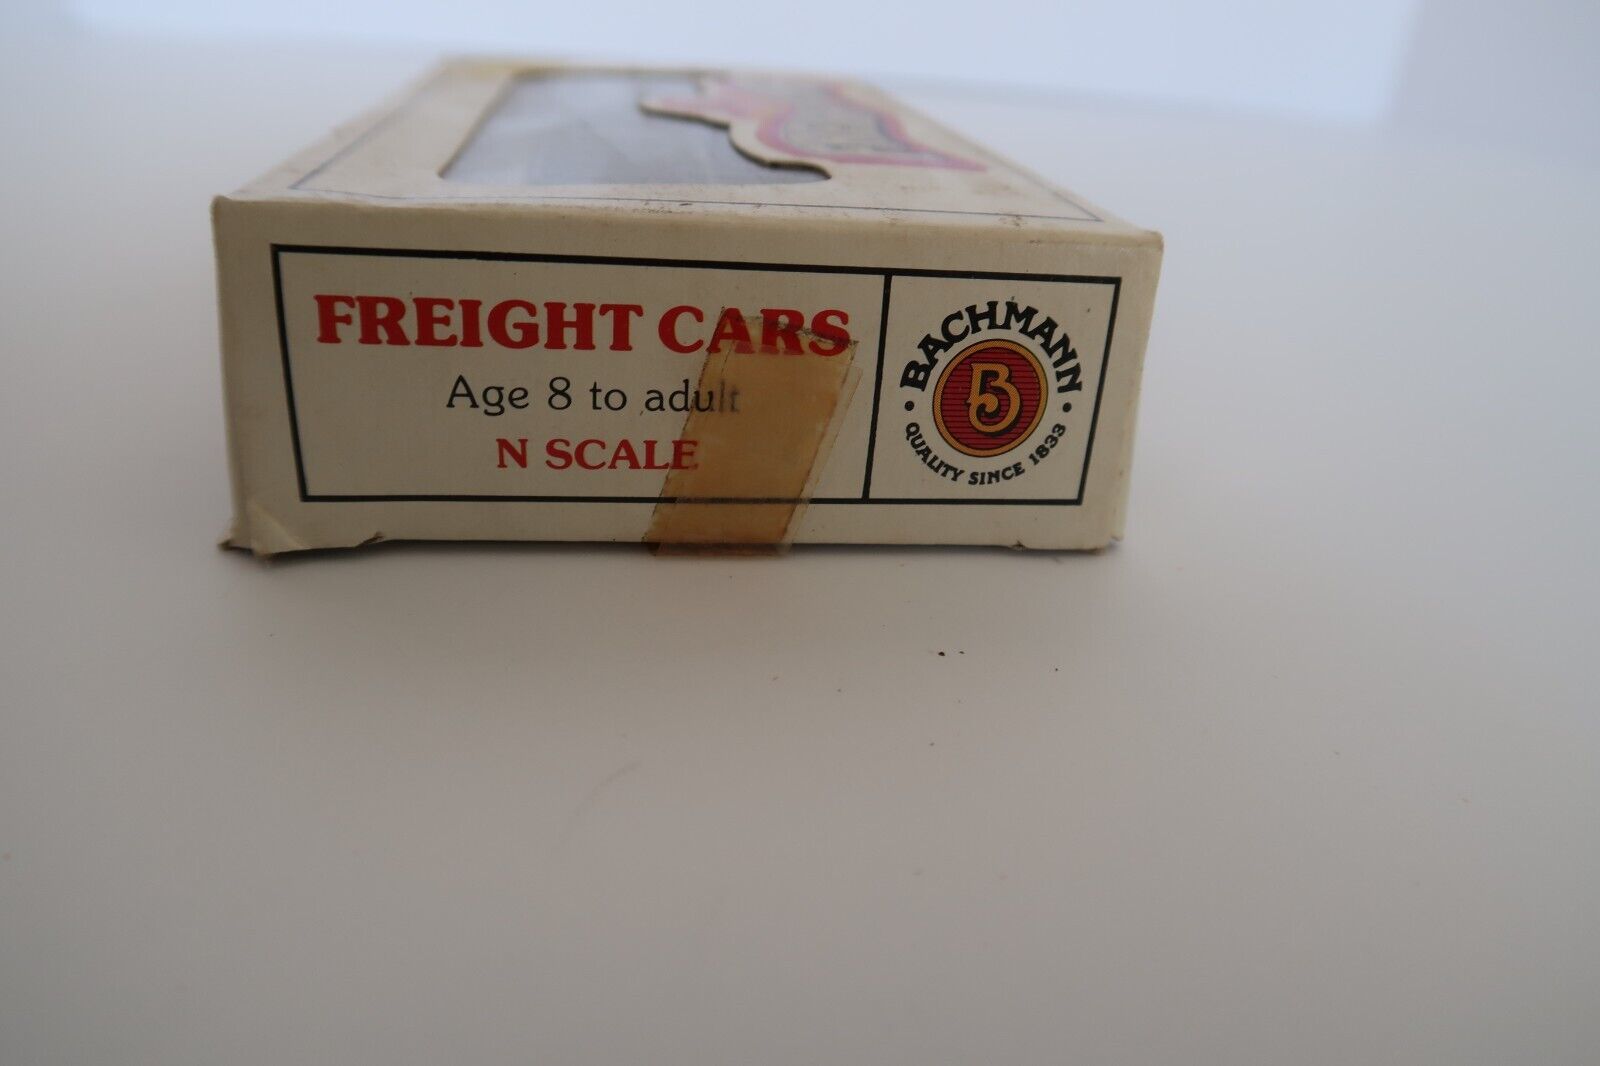 FREIGHT CARS
Age 8 to adult
N SCALE
BACHMANN
B
• QUALITY SINCE 1833 •